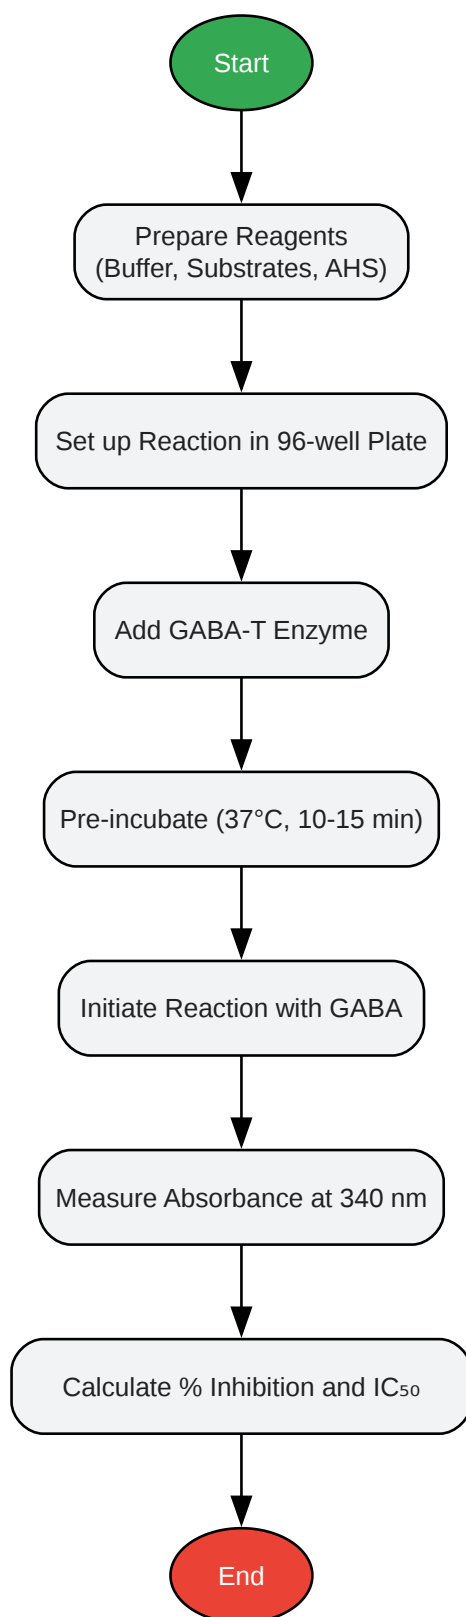 Start
Prepare Reagents
(Buffer, Substrates, AHS)
Set up Reaction in 96-well Plate
Add GABA-T Enzyme
Pre-incubate (37°C, 10-15 min)
Initiate Reaction with GABA
Measure Absorbance at 340 nm
Calculate % Inhibition and IC₅₀
End